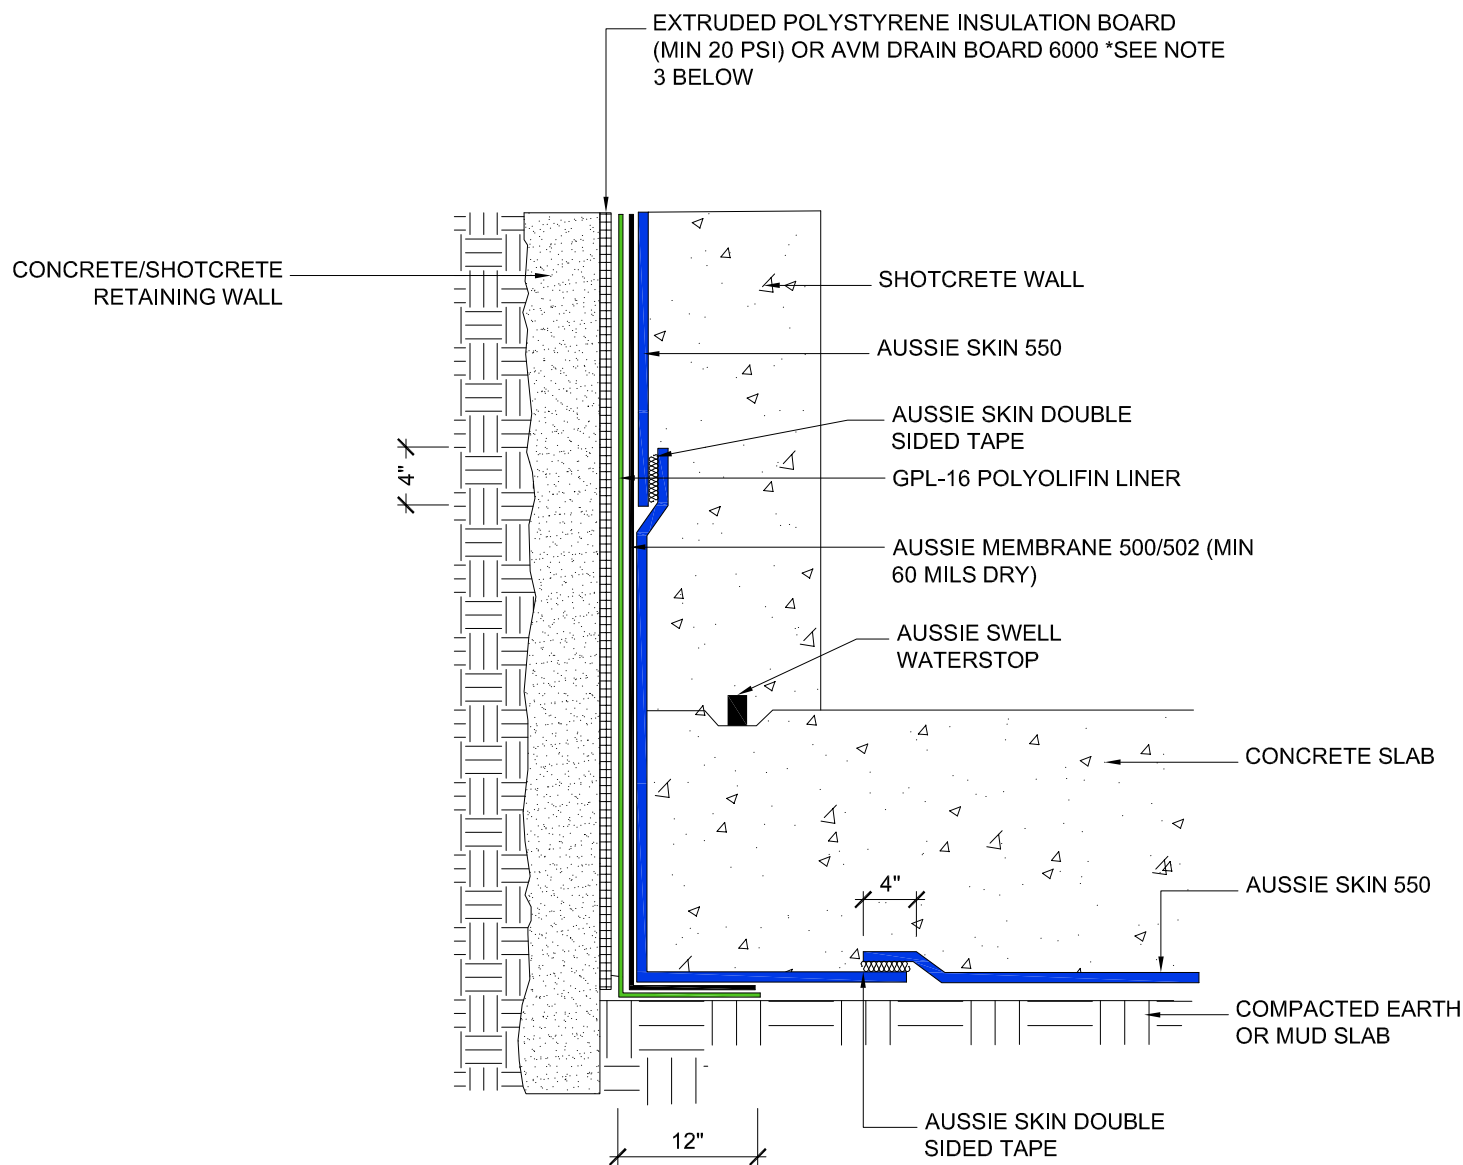 EXTRUDED POLYSTYRENE INSULATION BOARD
(MIN 20 PSI) OR AVM DRAIN BOARD 6000 *SEE NOTE
3 BELOW
CONCRETE/SHOTCRETE
RETAINING WALL
SHOTCRETE WALL
AUSSIE SKIN 550
AUSSIE SKIN DOUBLE
SIDED TAPE
4"
GPL-16 POLYOLIFIN LINER
AUSSIE MEMBRANE 500/502 (MIN
60 MILS DRY)
AUSSIE SWELL
WATERSTOP
CONCRETE SLAB
4"
AUSSIE SKIN 550
COMPACTED EARTH
OR MUD SLAB
AUSSIE SKIN DOUBLE
SIDED TAPE
12"